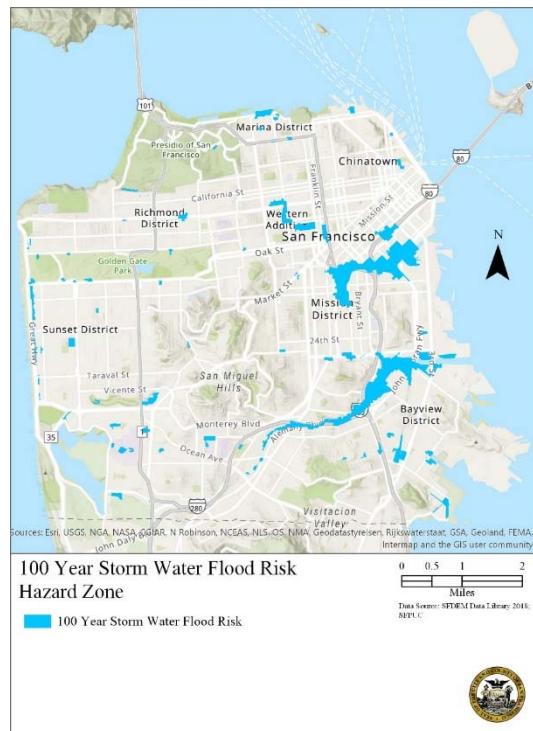 101
Marina District
Presidio of San
Francisco
Chinatown
80
80
California St
Franklin St
Mission St
Richmond
District
Western
Addition
San Francisco
Oak St
Golden Gate
Park
Market St
N
Mission
District
Bryant St
Great Hwy
Sunset District
24th St
Taraval St
San Miguel
Hills
Vicente St
Bayview
District
Monterey Blvd
Alemany Blvd
35
1
Ocean Ave
280
Visitacion
Valley
John Daly
Sources: Esri, USGS, NGA, NASA, CGIAR, N Robinson, NCEAS, NLS, OS, NMA, Geodatastyrelsen, Rijkswaterstaat, GSA, Geoland, FEMA,
Intermap and the GIS user community
100 Year Storm Water Flood Risk
Hazard Zone
0 0.5 1 2
Miles
100 Year Storm Water Flood Risk
Data Source: SFDEM Data Library 2018;
SFPUC